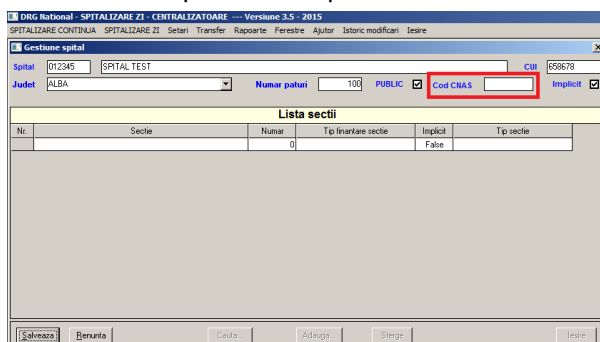 DRG National - SPITALIZARE ZI - CENTRALIZATOARE --- Versiune 3.5 - 2015
SPITALIZARE CONTINUA SPITALIZARE ZI Setari Transfer Rapoarte Ferestre Ajutor Istoric modificari Iesire
Gestiune spital
Spital 012345 SPITAL TEST CUI 658678
Judet ALBA Numar paturi 100 PUBLIC Cod CNAS Implicit
Lista sectii
Nr. Sectie Numar Tip finantare sectie Implicit Tip sectie
0 False
Salveaza Renunta Cauta... Adauga... Sterge Iesire